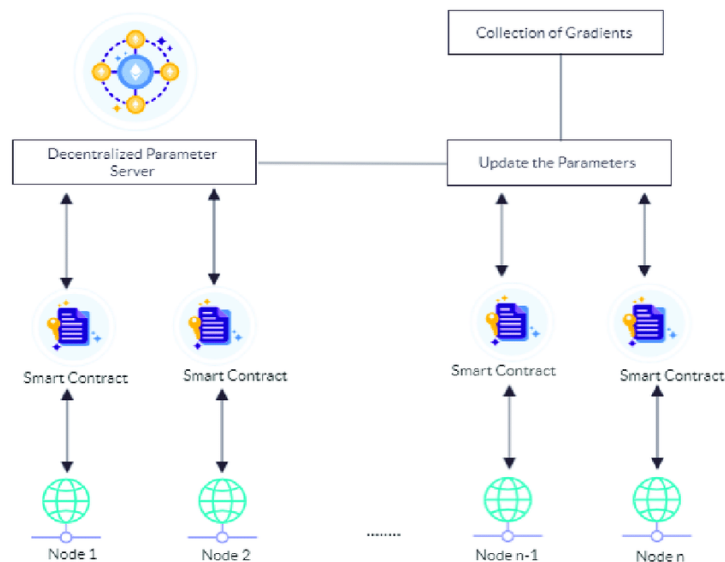 Collection of Gradients
Decentralized Parameter
Server
Update the Parameters
Smart Contract
Smart Contract
Smart Contract
Smart Contract
Node 1
Node 2
........
Node n-1
Node n